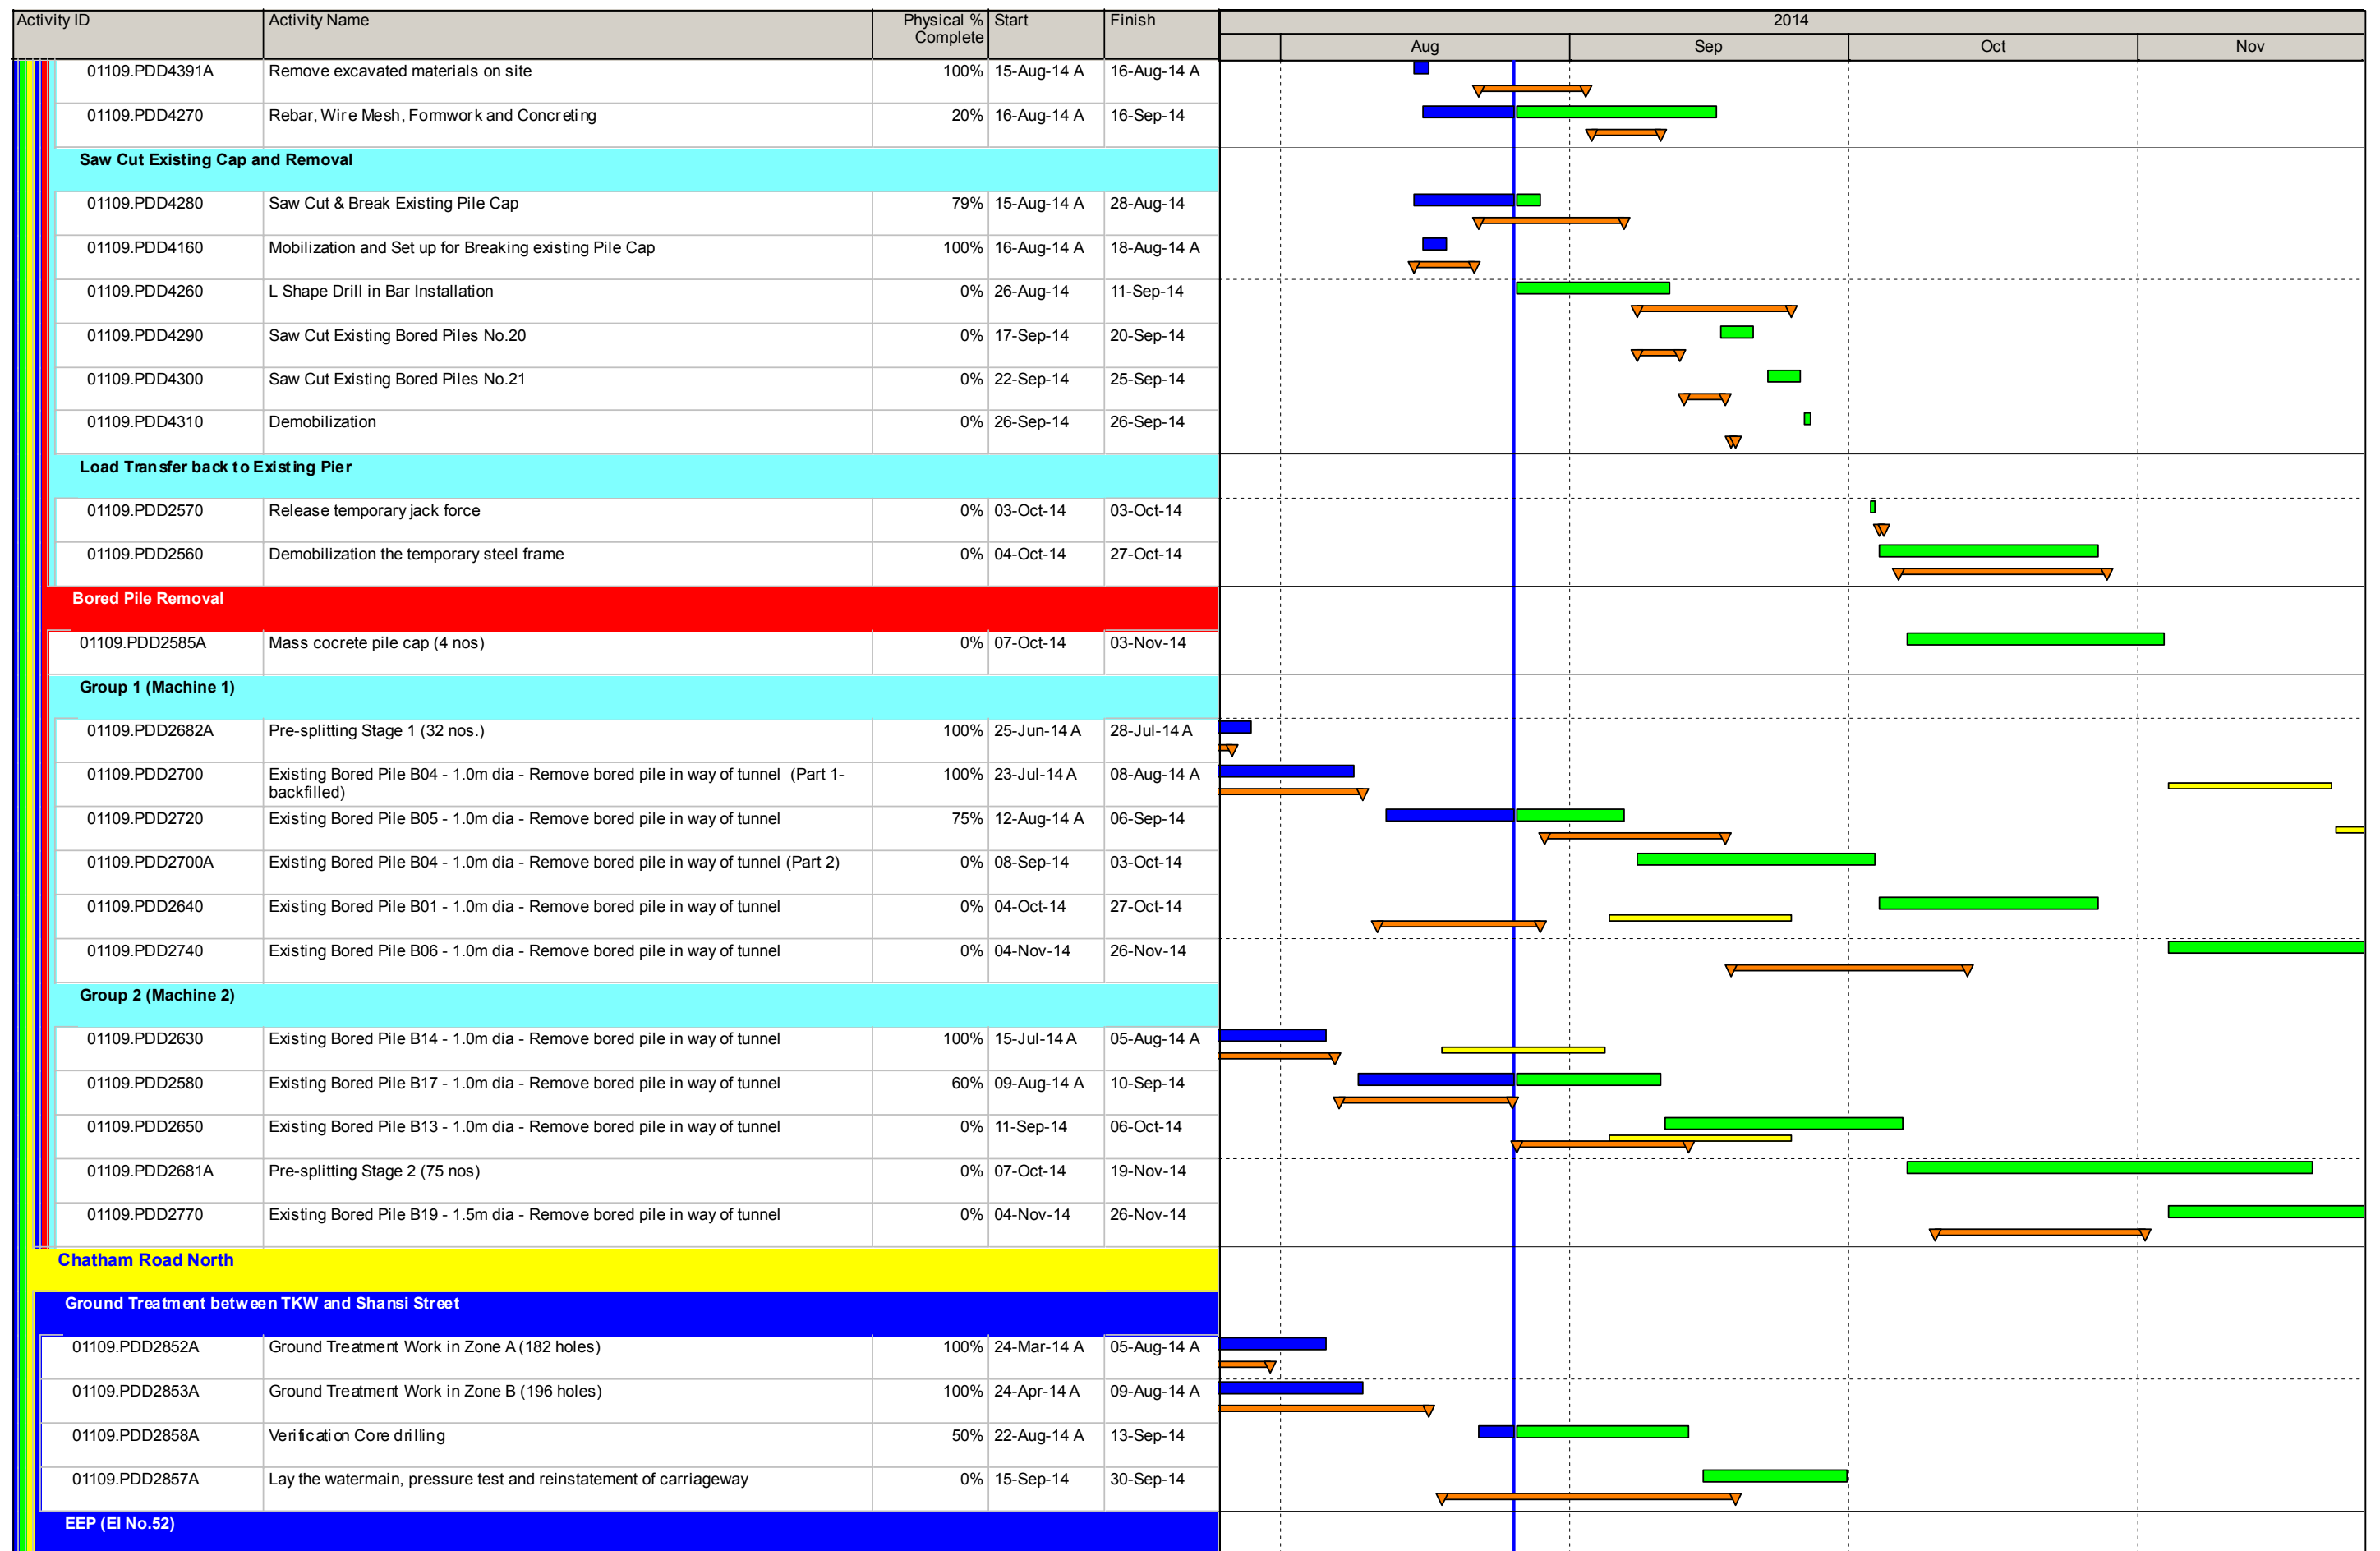 Activity ID Activity Name Physical % Complete Start Finish 2014
Aug Sep Oct Nov
01109.PDD4391A Remove excavated materials on site 100% 15-Aug-14 A 16-Aug-14 A
01109.PDD4270 Rebar, Wire Mesh, Formwork and Concreting 20% 16-Aug-14 A 16-Sep-14
Saw Cut Existing Cap and Removal
01109.PDD4280 Saw Cut & Break Existing Pile Cap 79% 15-Aug-14 A 28-Aug-14
01109.PDD4160 Mobilization and Set up for Breaking existing Pile Cap 100% 16-Aug-14 A 18-Aug-14 A
01109.PDD4260 L Shape Drill in Bar Installation 0% 26-Aug-14 11-Sep-14
01109.PDD4290 Saw Cut Existing Bored Piles No.20 0% 17-Sep-14 20-Sep-14
01109.PDD4300 Saw Cut Existing Bored Piles No.21 0% 22-Sep-14 25-Sep-14
01109.PDD4310 Demobilization 0% 26-Sep-14 26-Sep-14
Load Transfer back to Existing Pier
01109.PDD2570 Release temporary jack force 0% 03-Oct-14 03-Oct-14
01109.PDD2560 Demobilization the temporary steel frame 0% 04-Oct-14 27-Oct-14
Bored Pile Removal
01109.PDD2585A Mass cocrete pile cap (4 nos) 0% 07-Oct-14 03-Nov-14
Group 1 (Machine 1)
01109.PDD2682A Pre-splitting Stage 1 (32 nos.) 100% 25-Jun-14 A 28-Jul-14 A
01109.PDD2700 Existing Bored Pile B04 - 1.0m dia - Remove bored pile in way of tunnel (Part 1- 100% 23-Jul-14 A 08-Aug-14 A
backfilled)
01109.PDD2720 Existing Bored Pile B05 - 1.0m dia - Remove bored pile in way of tunnel 75% 12-Aug-14 A 06-Sep-14
01109.PDD2700A Existing Bored Pile B04 - 1.0m dia - Remove bored pile in way of tunnel (Part 2) 0% 08-Sep-14 03-Oct-14
01109.PDD2640 Existing Bored Pile B01 - 1.0m dia - Remove bored pile in way of tunnel 0% 04-Oct-14 27-Oct-14
01109.PDD2740 Existing Bored Pile B06 - 1.0m dia - Remove bored pile in way of tunnel 0% 04-Nov-14 26-Nov-14
Group 2 (Machine 2)
01109.PDD2630 Existing Bored Pile B14 - 1.0m dia - Remove bored pile in way of tunnel 100% 15-Jul-14 A 05-Aug-14 A
01109.PDD2580 Existing Bored Pile B17 - 1.0m dia - Remove bored pile in way of tunnel 60% 09-Aug-14 A 10-Sep-14
01109.PDD2650 Existing Bored Pile B13 - 1.0m dia - Remove bored pile in way of tunnel 0% 11-Sep-14 06-Oct-14
01109.PDD2681A Pre-splitting Stage 2 (75 nos) 0% 07-Oct-14 19-Nov-14
01109.PDD2770 Existing Bored Pile B19 - 1.5m dia - Remove bored pile in way of tunnel 0% 04-Nov-14 26-Nov-14
Chatham Road North
Ground Treatment between TKW and Shansi Street
01109.PDD2852A Ground Treatment Work in Zone A (182 holes) 100% 24-Mar-14 A 05-Aug-14 A
01109.PDD2853A Ground Treatment Work in Zone B (196 holes) 100% 24-Apr-14 A 09-Aug-14 A
01109.PDD2858A Verification Core drilling 50% 22-Aug-14 A 13-Sep-14
01109.PDD2857A Lay the watermain, pressure test and reinstatement of carriageway 0% 15-Sep-14 30-Sep-14
EEP (EI No.52)